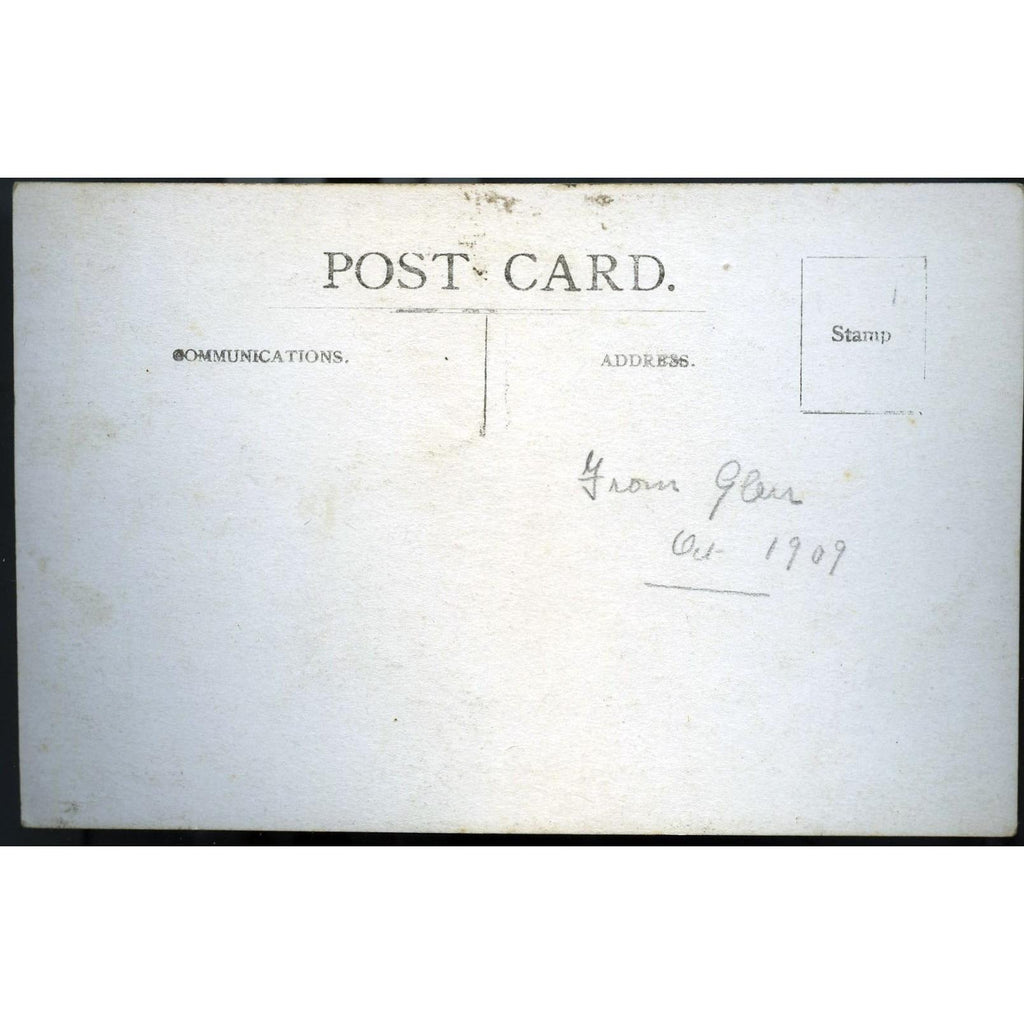 POST CARD.
COMMUNICATIONS.
ADDRESS.
Stamp
From Glen
Oct 1909